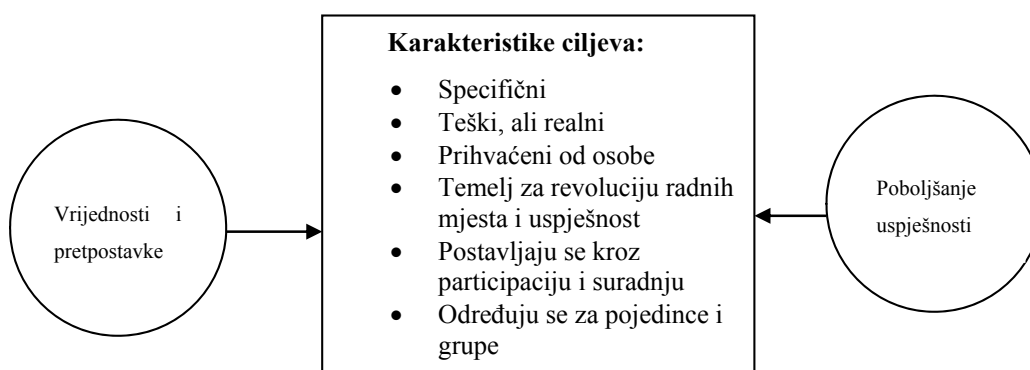 Karakteristike ciljeva:
• Specifični
• Teški, ali realni
• Prihvaćeni od osobe
• Temelj za revoluciju radnih
mjesta i uspješnost
• Postavljaju se kroz
participaciju i suradnju
• Određuju se za pojedince i
grupe
Vrijednosti i
pretpostavke
Poboljšanje
uspješnosti